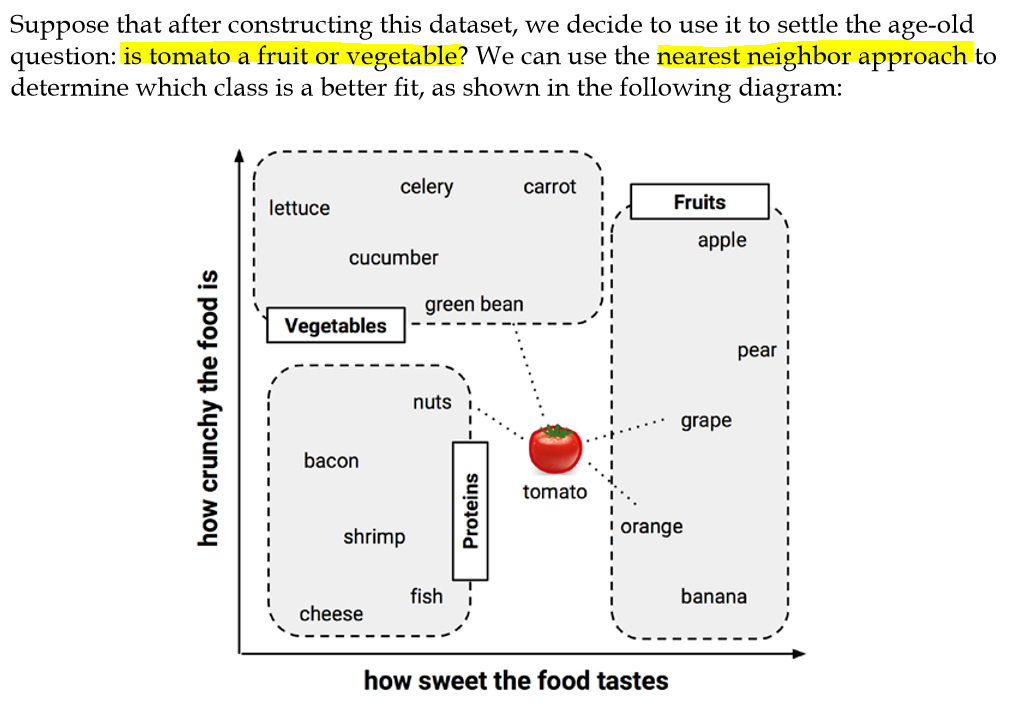 Suppose that after constructing this dataset, we decide to use it to settle the age-old
question: is tomato a fruit or vegetable? We can use the nearest neighbor approach to
determine which class is a better fit, as shown in the following diagram:
celery
carrot
lettuce
Fruits
apple
cucumber
green bean
Vegetables
pear
nuts
grape
bacon
tomato
Proteins
orange
shrimp
fish
banana
cheese
how crunchy the food is
how sweet the food tastes